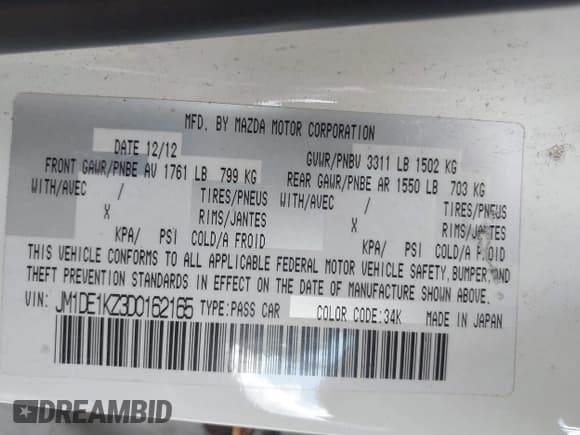 MFD. BY MAZDA MOTOR CORPORATION
DATE 12/12 GVWR/PNBV 3311 LB 1502 KG
FRONT GAWR/PNBE AV 1761 LB 799 KG REAR GAWR/PNBE AR 1550 LB 703 KG
WITH/AVEC / TIRES/PNEUS WITH/AVEC / TIRES/PNEUS
X RIMS/JANTES X RIMS/JANTES
KPA/ PSI COLD/A FROID KPA/ PSI COLD/A FROID
THIS VEHICLE CONFORMS TO ALL APPLICABLE FEDERAL MOTOR VEHICLE SAFETY, BUMPER, AND
THEFT PREVENTION STANDARDS IN EFFECT ON THE DATE OF MANUFACTURE SHOWN ABOVE.
VIN: JM1DE1KZ3D0162165 TYPE: PASS CAR COLOR CODE: 34K MADE IN JAPAN
DREAMBID